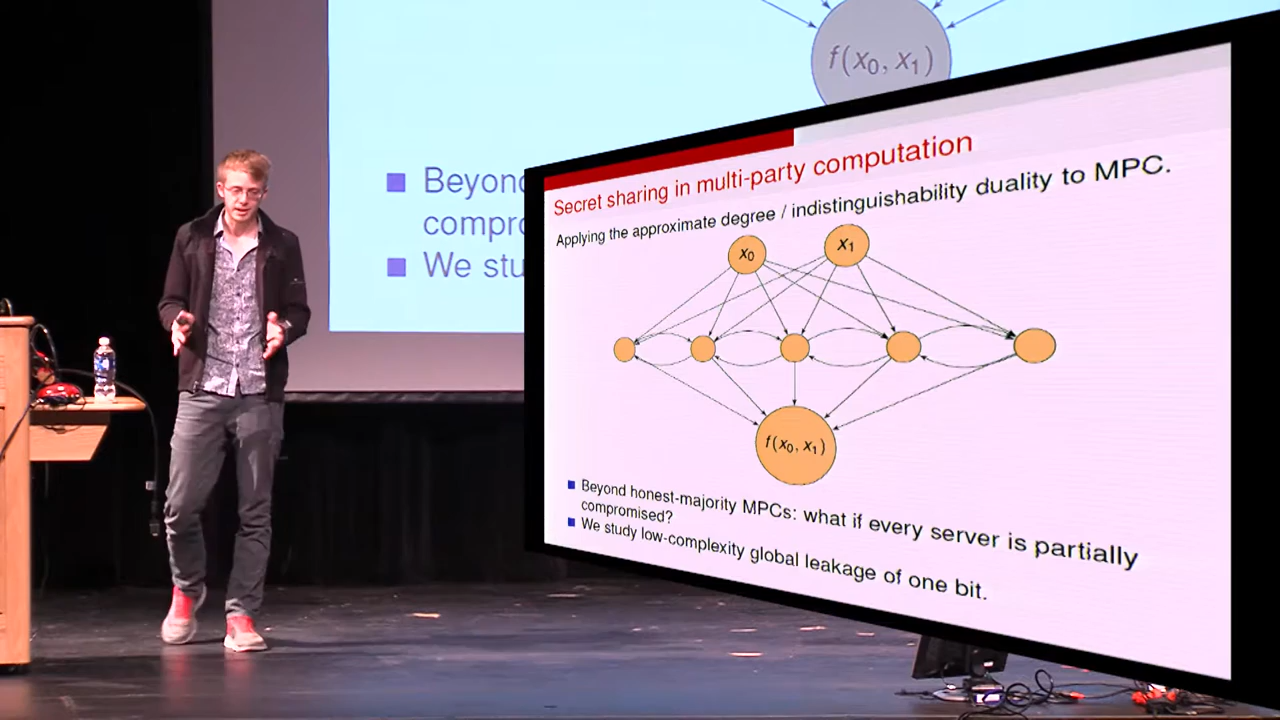 f(x₀, x₁)
Beyond
compro
We stu
Secret sharing in multi-party computation
Applying the approximate degree / indistinguishability duality to MPC.
x₀
x₁
f(x₀, x₁)
Beyond honest-majority MPCs: what if every server is partially
compromised?
We study low-complexity global leakage of one bit.